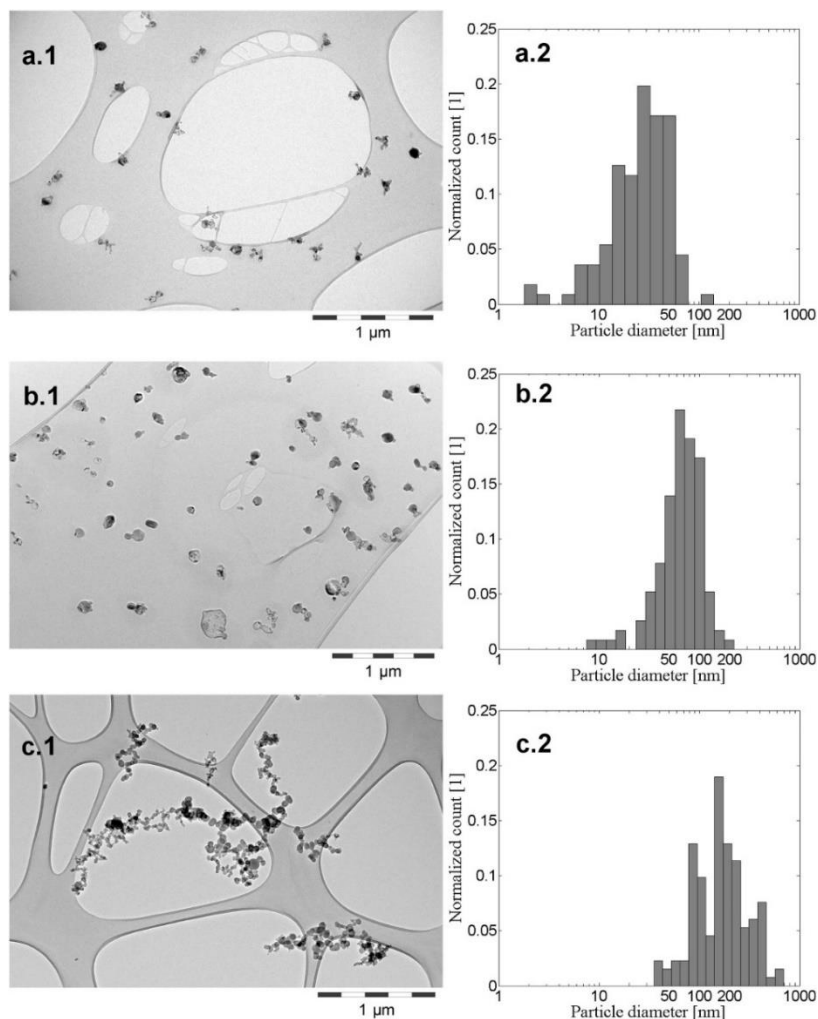 a.1
1 µm
a.2
0.25
0.2
0.15
0.1
0.05
0
1 10 50 100 200 1000
Normalized count [1]
Particle diameter [nm]
b.1
1 µm
b.2
0.25
0.2
0.15
0.1
0.05
0
1 10 50 100 200 1000
Normalized count [1]
Particle diameter [nm]
c.1
1 µm
c.2
0.25
0.2
0.15
0.1
0.05
0
1 10 50 100 200 1000
Normalized count [1]
Particle diameter [nm]